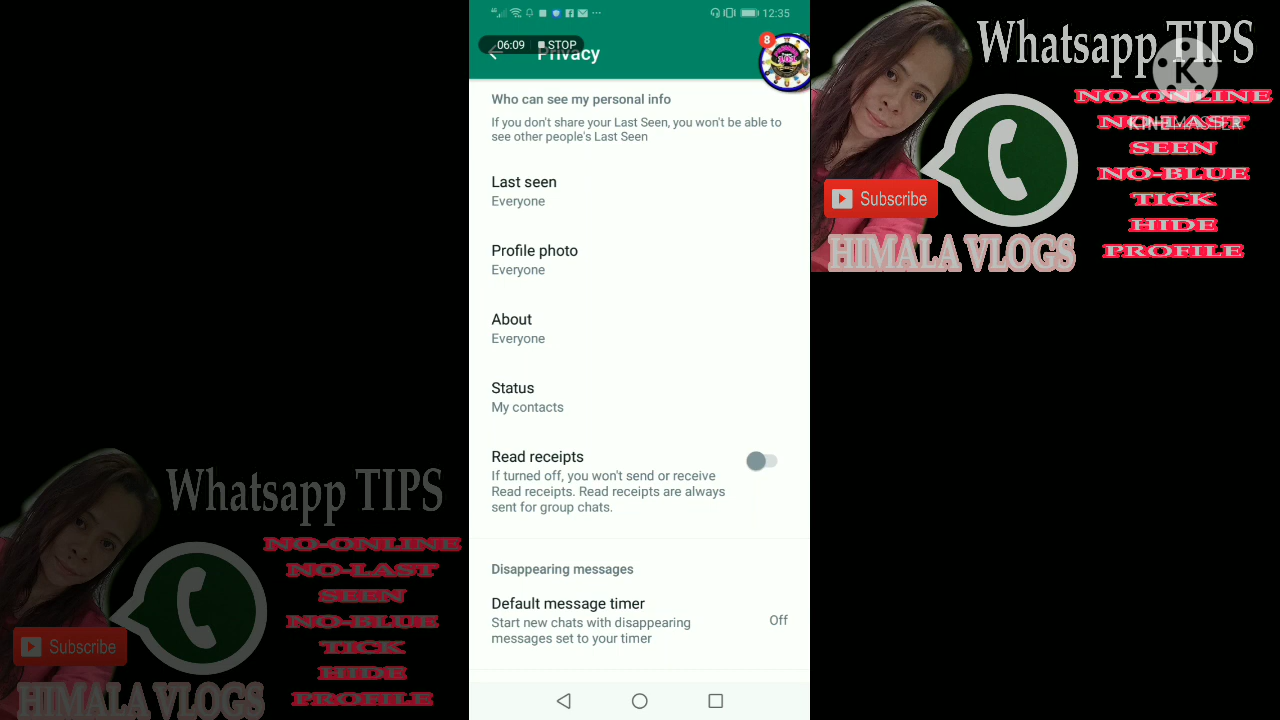 12:35
06:09 STOP
Privacy
8
Who can see my personal info
If you don't share your Last Seen, you won't be able to
see other people's Last Seen
Last seen
Everyone
Profile photo
Everyone
About
Everyone
Status
My contacts
Read receipts
If turned off, you won't send or receive
Read receipts. Read receipts are always
sent for group chats.
Disappearing messages
Default message timer
Start new chats with disappearing
messages set to your timer
Off
Whatsapp TIPS
K
KINEMASTER
NO-ONLINE
NO-LAST
SEEN
NO-BLUE
TICK
HIDE
PROFILE
Subscribe
HIMALA VLOGS
Whatsapp TIPS
NO-ONLINE
NO-LAST
SEEN
NO-BLUE
TICK
HIDE
PROFILE
Subscribe
HIMALA VLOGS